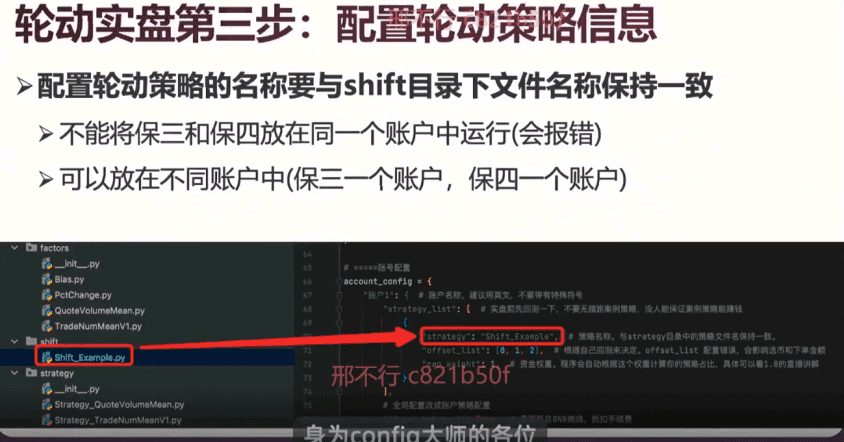 轮动实盘第三步：配置轮动策略信息
➢配置轮动策略的名称要与shift目录下文件名称保持一致
➢不能将保三和保四放在同一个账户中运行(会报错)
➢可以放在不同账户中(保三一个账户，保四一个账户)
factors
__init__.py
Bias.py
PctChange.py
QuoteVolumeMean.py
TradeNumMeanV1.py
shift
Shift_Example.py
strategy
__init__.py
Strategy_QuoteVolumeMean.py
Strategy_TradeNumMeanV1.py
64
65 # =====账号配置
66 account_config = {
67 "账户1": { # 账户名称，建议用英文，不要带有特殊符号
68 "strategy_list": [ # 实盘前先回测一下，不要无脑跑案例策略，没人能保证案例策略能赚钱
{
"strategy": "Shift_Example", # 策略名称。与strategy目录中的策略文件名保持一致。
71 "offset_list": [0, 1, 2], # 根据自己回测来决定。offset_list 配置错误，会影响选币和下单金额
72 "cap_weight": 1 # 资金权重。程序会自动根据这个权重计算你的策略占比，具体可以看1.8的直播讲解
73 }
74 ],
75 # 全局配置改成账户策略配置
邢不行 c821b50f
身为config大师的各位